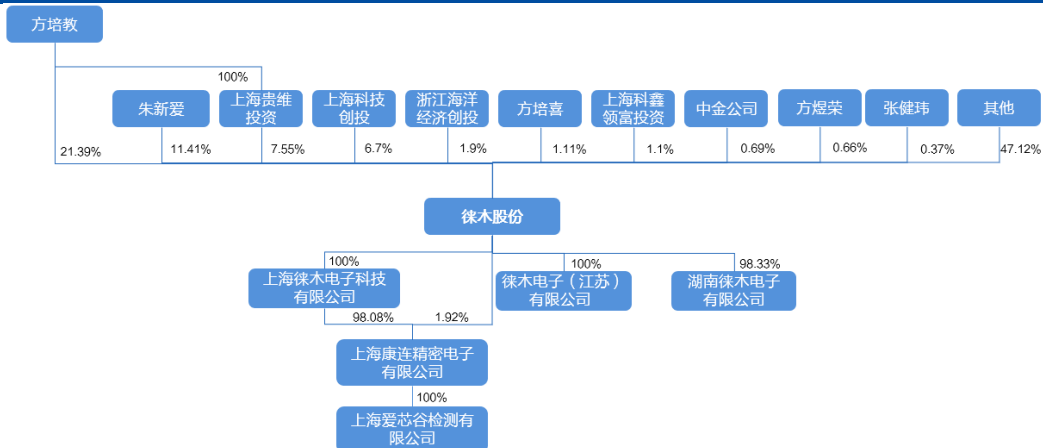 方培教
100%
朱新爱
上海贵维
投资
上海科技
创投
浙江海洋
经济创投
方培喜
上海科鑫
领富投资
中金公司
方煜荣
张健玮
其他
21.39%
11.41%
7.55%
6.7%
1.9%
1.11%
1.1%
0.69%
0.66%
0.37%
47.12%
徕木股份
100%
100%
98.33%
上海徕木电子科技
有限公司
徕木电子（江苏）
有限公司
湖南徕木电子
有限公司
98.08%
1.92%
上海康连精密电子
有限公司
100%
上海爱芯谷检测有
限公司